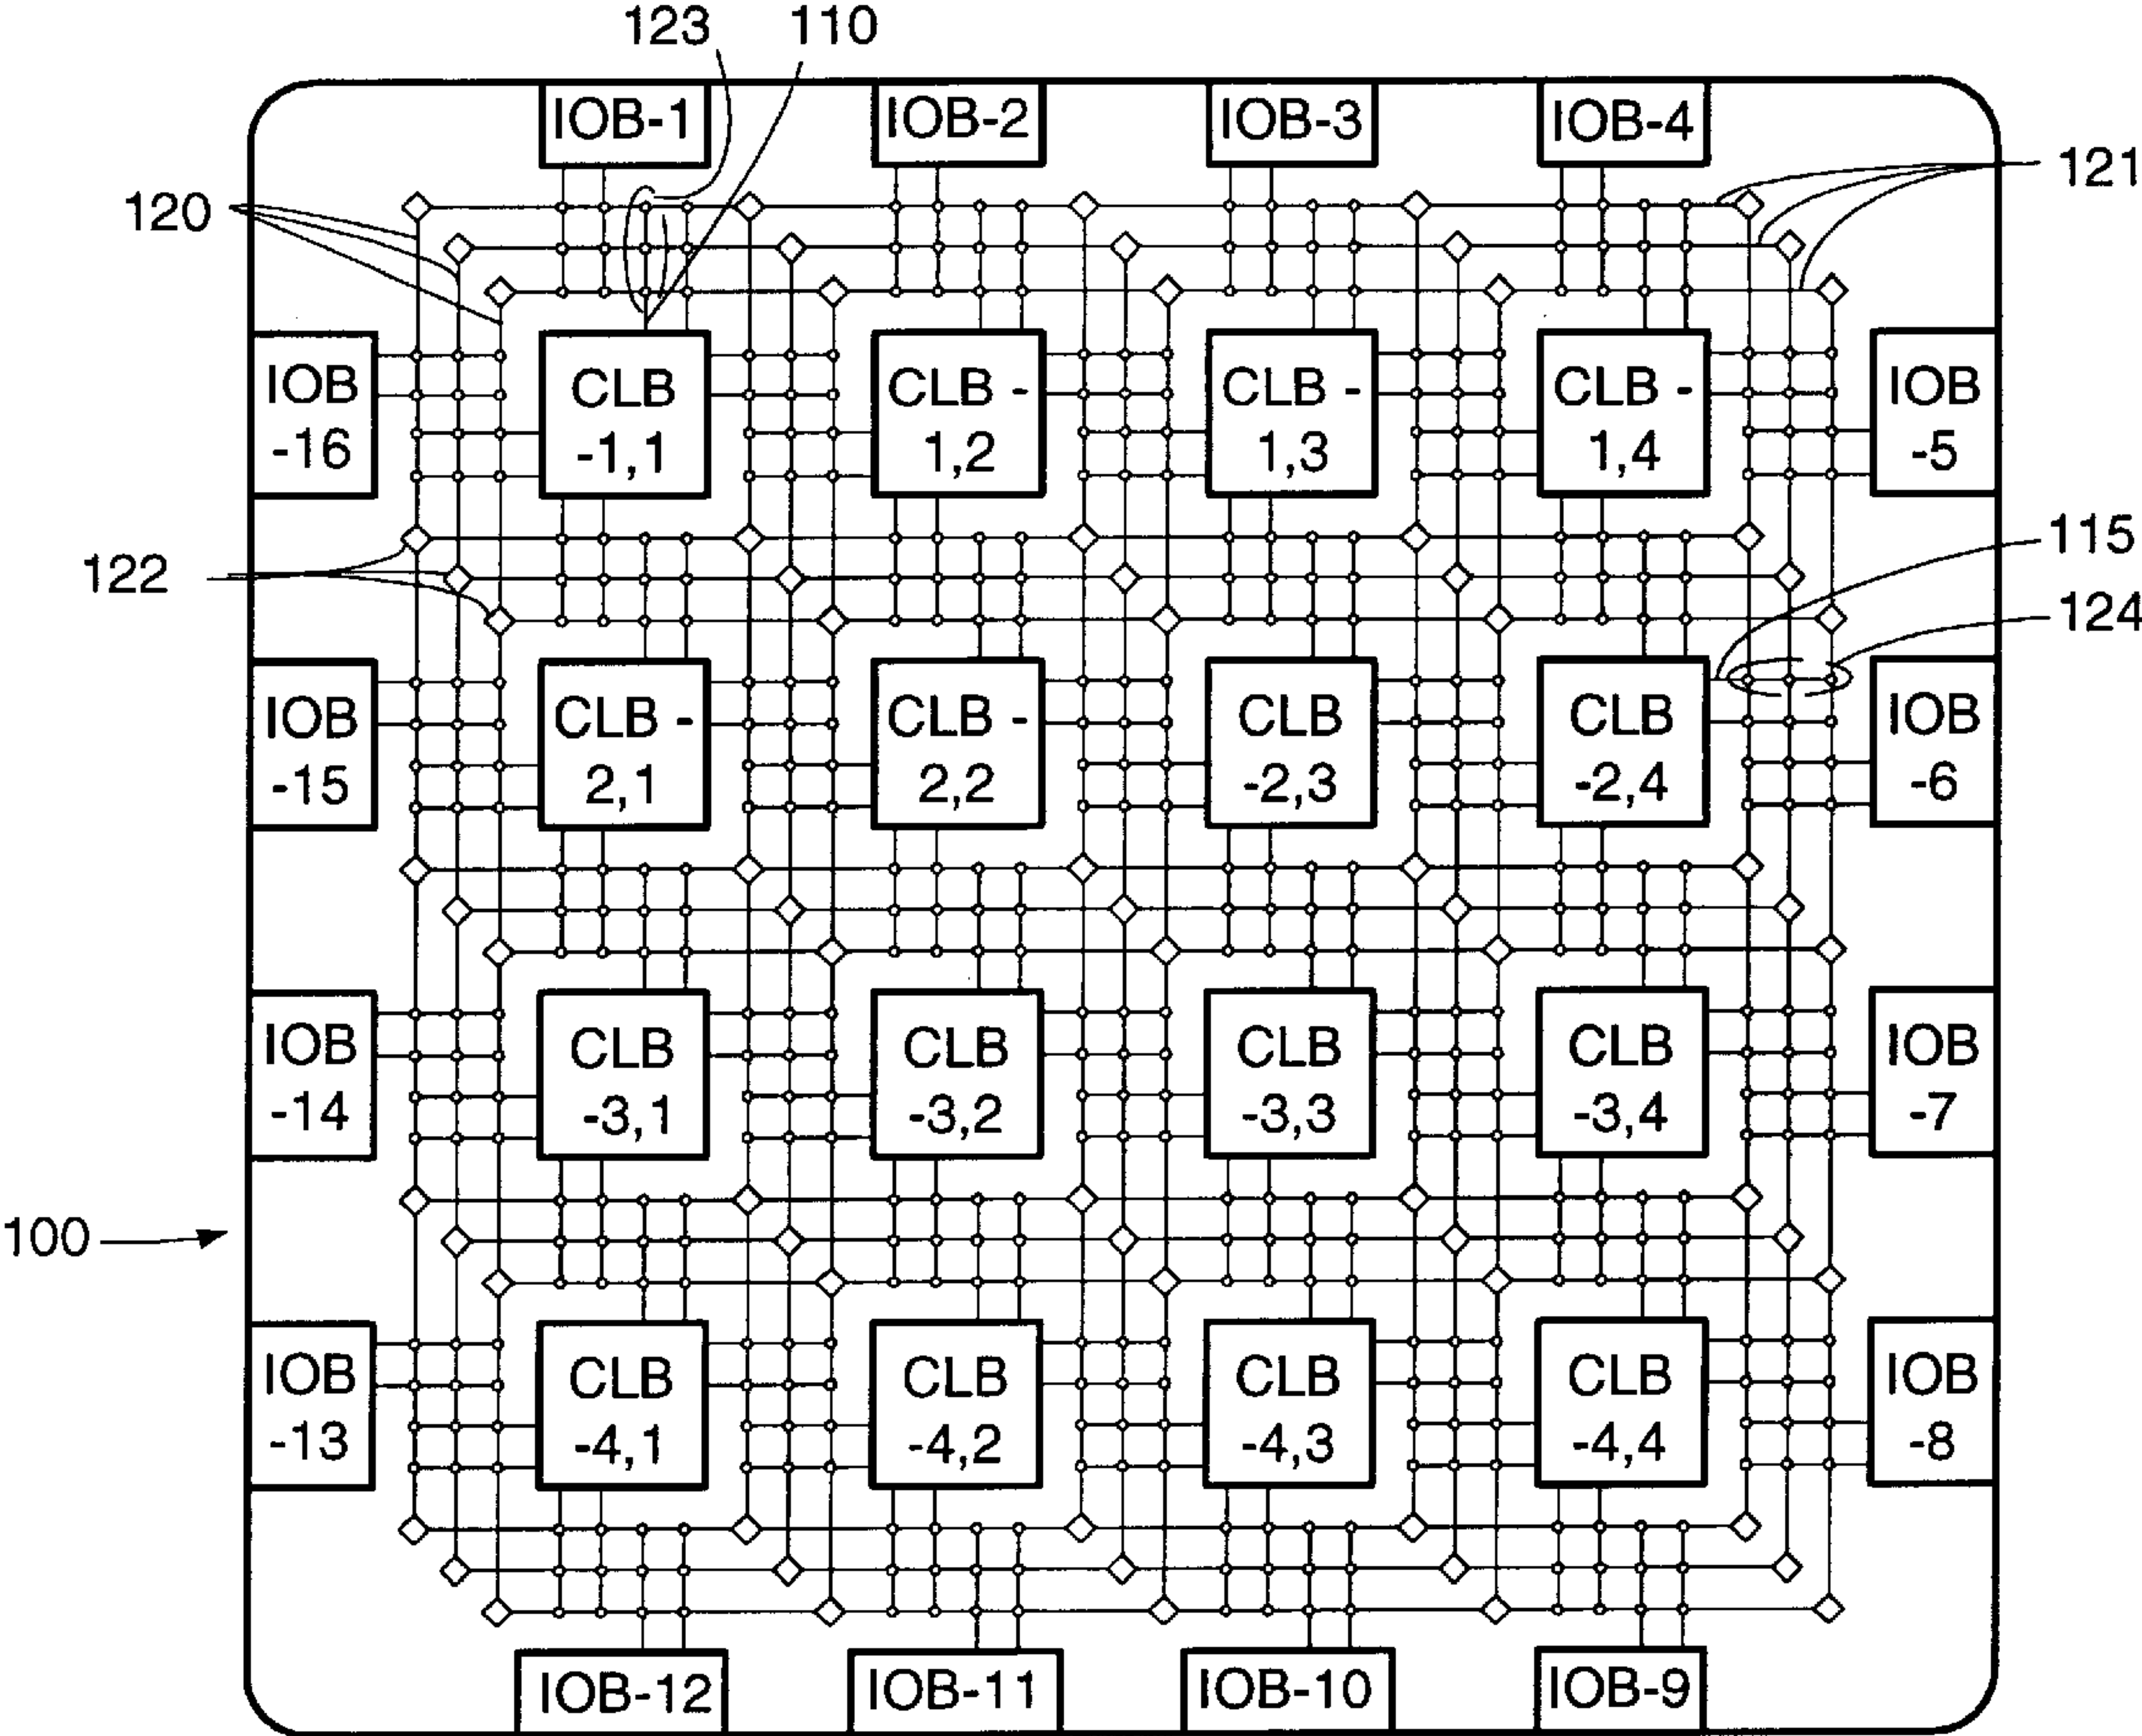 123 110
IOB-1 IOB-2 IOB-3 IOB-4
121
120
IOB
-16
CLB
-1,1
CLB -
1,2
CLB -
1,3
CLB -
1,4
IOB
-5
115
122
124
IOB
-15
CLB -
2,1
CLB -
2,2
CLB
-2,3
CLB
-2,4
IOB
-6
IOB
-14
CLB
-3,1
CLB
-3,2
CLB
-3,3
CLB
-3,4
IOB
-7
100
IOB
-13
CLB
-4,1
CLB
-4,2
CLB
-4,3
CLB
-4,4
IOB
-8
IOB-12 IOB-11 IOB-10 IOB-9